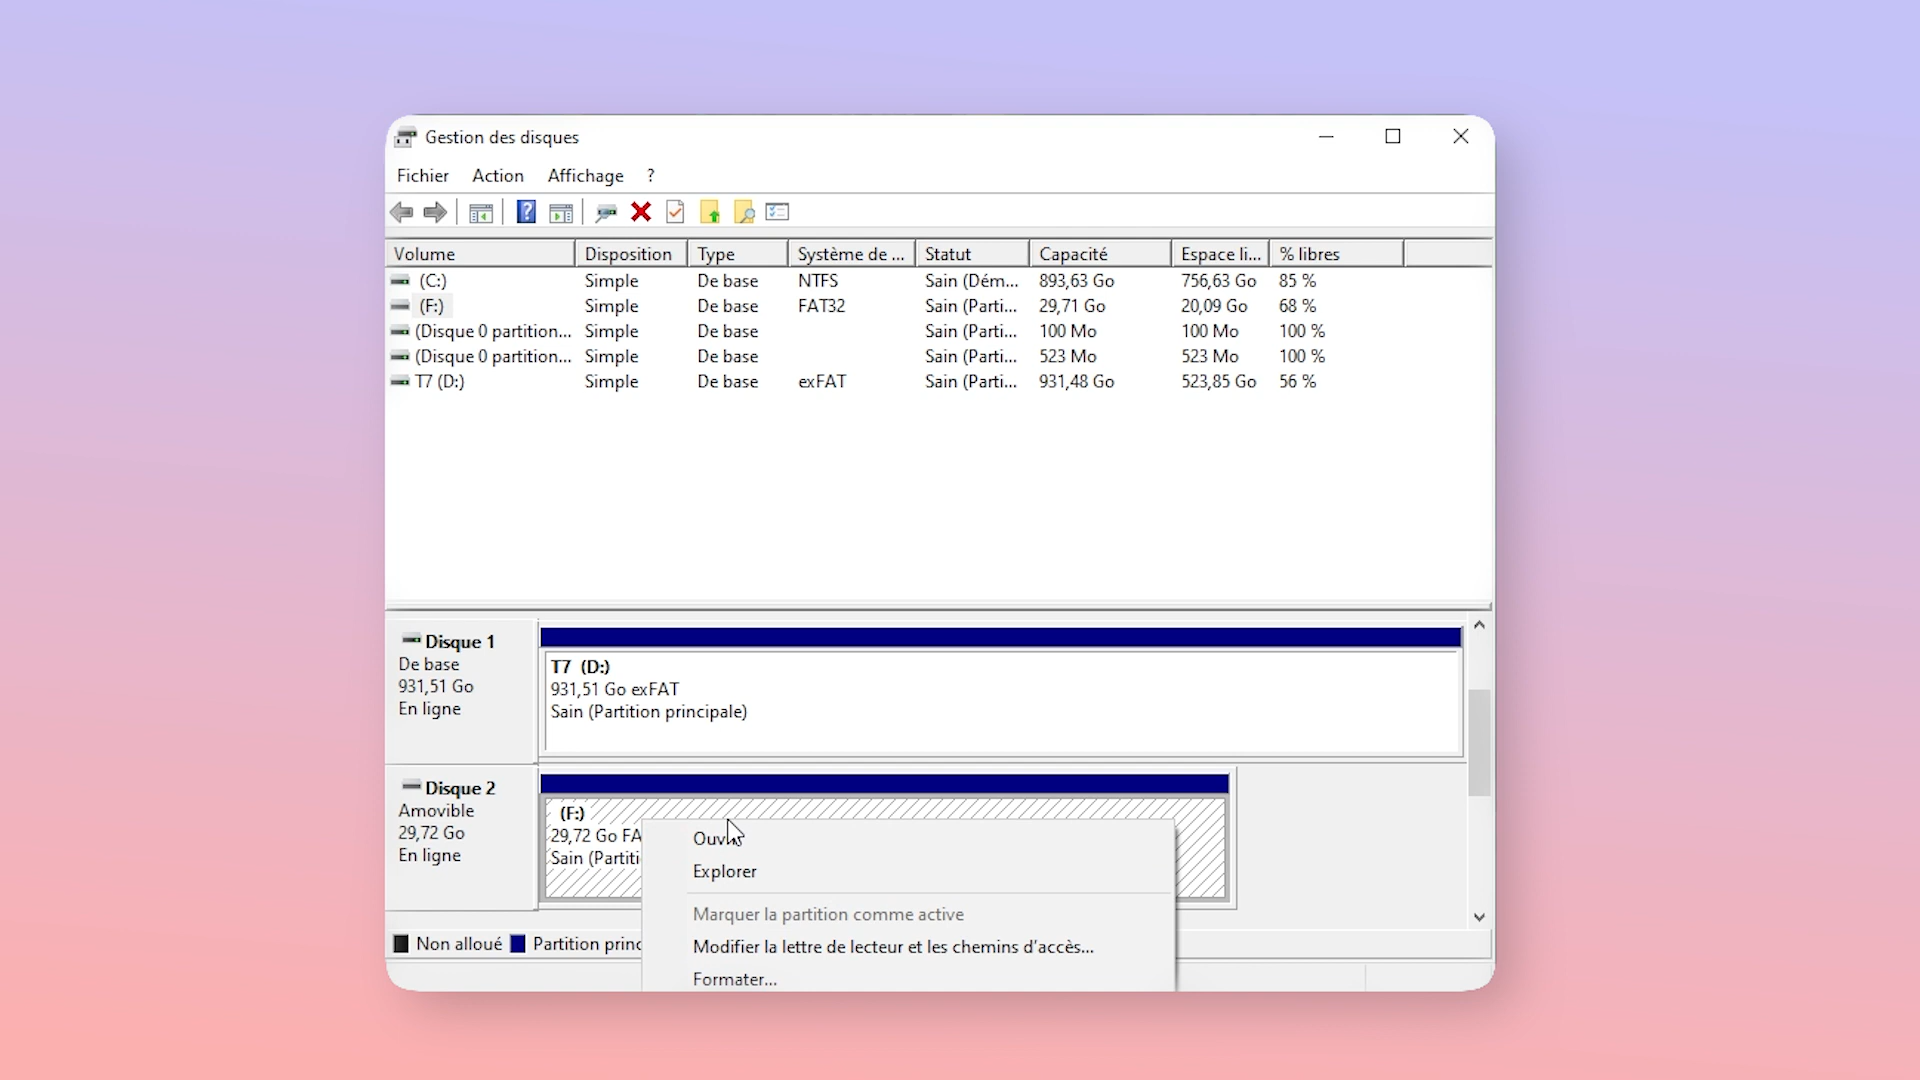 Gestion des disques
Fichier Action Affichage ?
Volume Disposition Type Système de ... Statut Capacité Espace li... % libres
(C:) Simple De base NTFS Sain (Dém... 893,63 Go 756,63 Go 85 %
(F:) Simple De base FAT32 Sain (Parti... 29,71 Go 20,09 Go 68 %
(Disque 0 partition... Simple De base Sain (Parti... 100 Mo 100 Mo 100 %
(Disque 0 partition... Simple De base Sain (Parti... 523 Mo 523 Mo 100 %
T7 (D:) Simple De base exFAT Sain (Parti... 931,48 Go 523,85 Go 56 %
Disque 1
De base
931,51 Go
En ligne
T7 (D:)
931,51 Go exFAT
Sain (Partition principale)
Disque 2
Amovible
29,72 Go
En ligne
(F:)
29,72 Go FA
Sain (Partiti
Explorer
Marquer la partition comme active
Modifier la lettre de lecteur et les chemins d'accès...
Formater...
Non alloué Partition princ